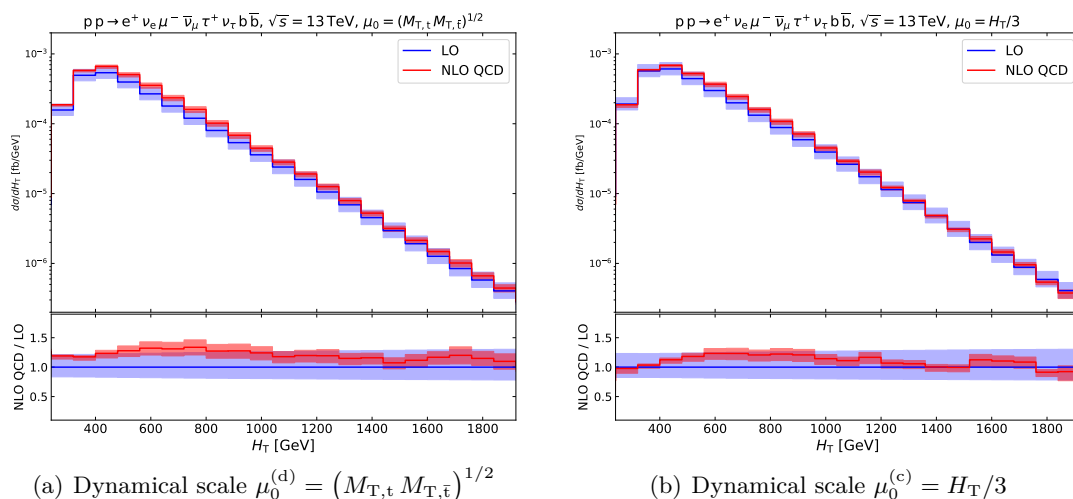 p p → e⁺ νₑ μ⁻ ν̄_μ τ⁺ ν_τ b b̄, √s = 13 TeV, μ₀ = (M_T,t M_T,t̄)^1/2
LO
NLO QCD
10⁻³
10⁻⁴
10⁻⁵
10⁻⁶
dσ/dH_T [fb/GeV]
1.5
1.0
0.5
NLO QCD / LO
400 600 800 1000 1200 1400 1600 1800
H_T [GeV]
(a) Dynamical scale μ₀^(d) = (M_T,t M_T,t̄)^1/2
p p → e⁺ νₑ μ⁻ ν̄_μ τ⁺ ν_τ b b̄, √s = 13 TeV, μ₀ = H_T/3
LO
NLO QCD
10⁻³
10⁻⁴
10⁻⁵
10⁻⁶
dσ/dH_T [fb/GeV]
1.5
1.0
0.5
NLO QCD / LO
400 600 800 1000 1200 1400 1600 1800
H_T [GeV]
(b) Dynamical scale μ₀^(c) = H_T/3